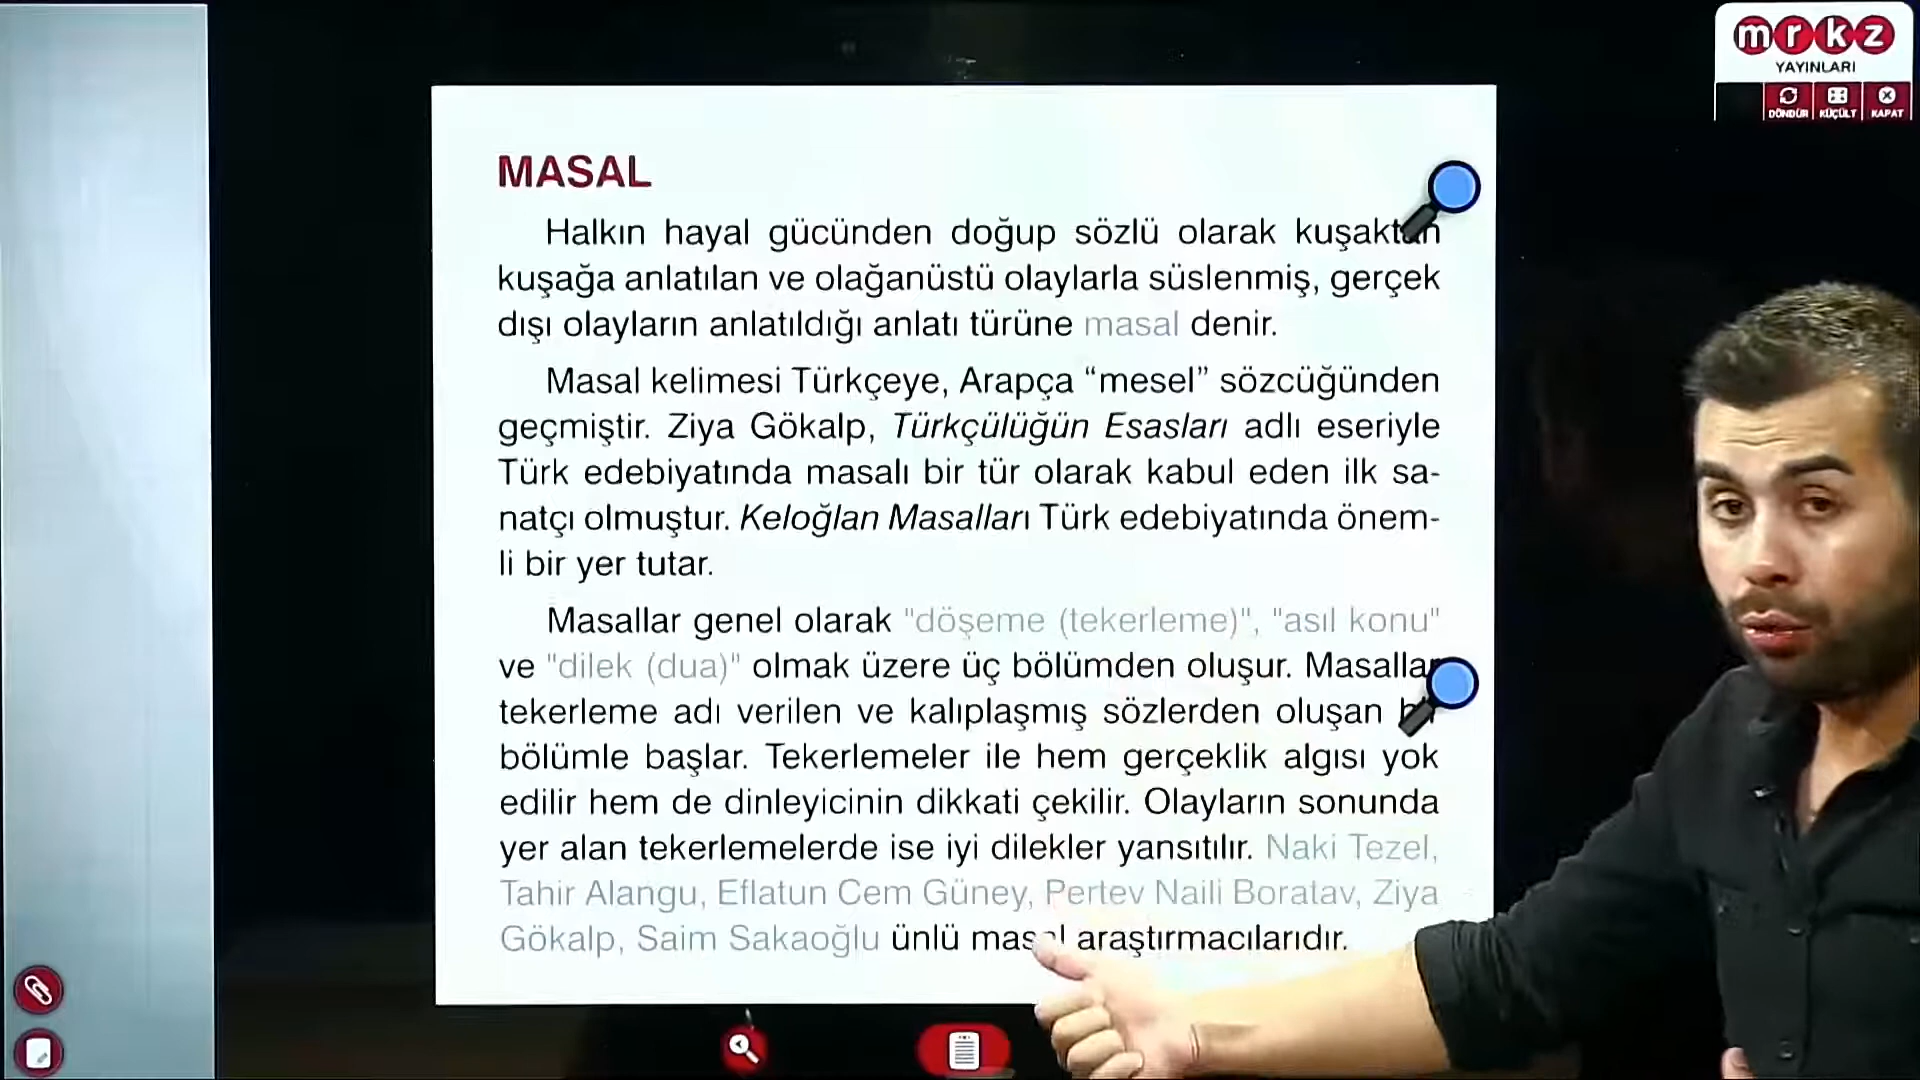 mrkz
YAYINLARI
DÖNDÜR KÜÇÜLT KAPAT
MASAL
Halkın hayal gücünden doğup sözlü olarak kuşaktan
kuşağa anlatılan ve olağanüstü olaylarla süslenmiş, gerçek
dışı olayların anlatıldığı anlatı türüne masal denir.
Masal kelimesi Türkçeye, Arapça “mesel” sözcüğünden
geçmiştir. Ziya Gökalp, Türkçülüğün Esasları adlı eseriyle
Türk edebiyatında masalı bir tür olarak kabul eden ilk sa-
natçı olmuştur. Keloğlan Masalları Türk edebiyatında önem-
li bir yer tutar.
Masallar genel olarak "döşeme (tekerleme)", "asıl konu"
ve "dilek (dua)" olmak üzere üç bölümden oluşur. Masallar
tekerleme adı verilen ve kalıplaşmış sözlerden oluşan bir
bölümle başlar. Tekerlemeler ile hem gerçeklik algısı yok
edilir hem de dinleyicinin dikkati çekilir. Olayların sonunda
yer alan tekerlemelerde ise iyi dilekler yansıtılır. Naki Tezel,
Tahir Alangu, Eflatun Cem Güney, Pertev Naili Boratav, Ziya
Gökalp, Saim Sakaoğlu ünlü masal araştırmacılarıdır.